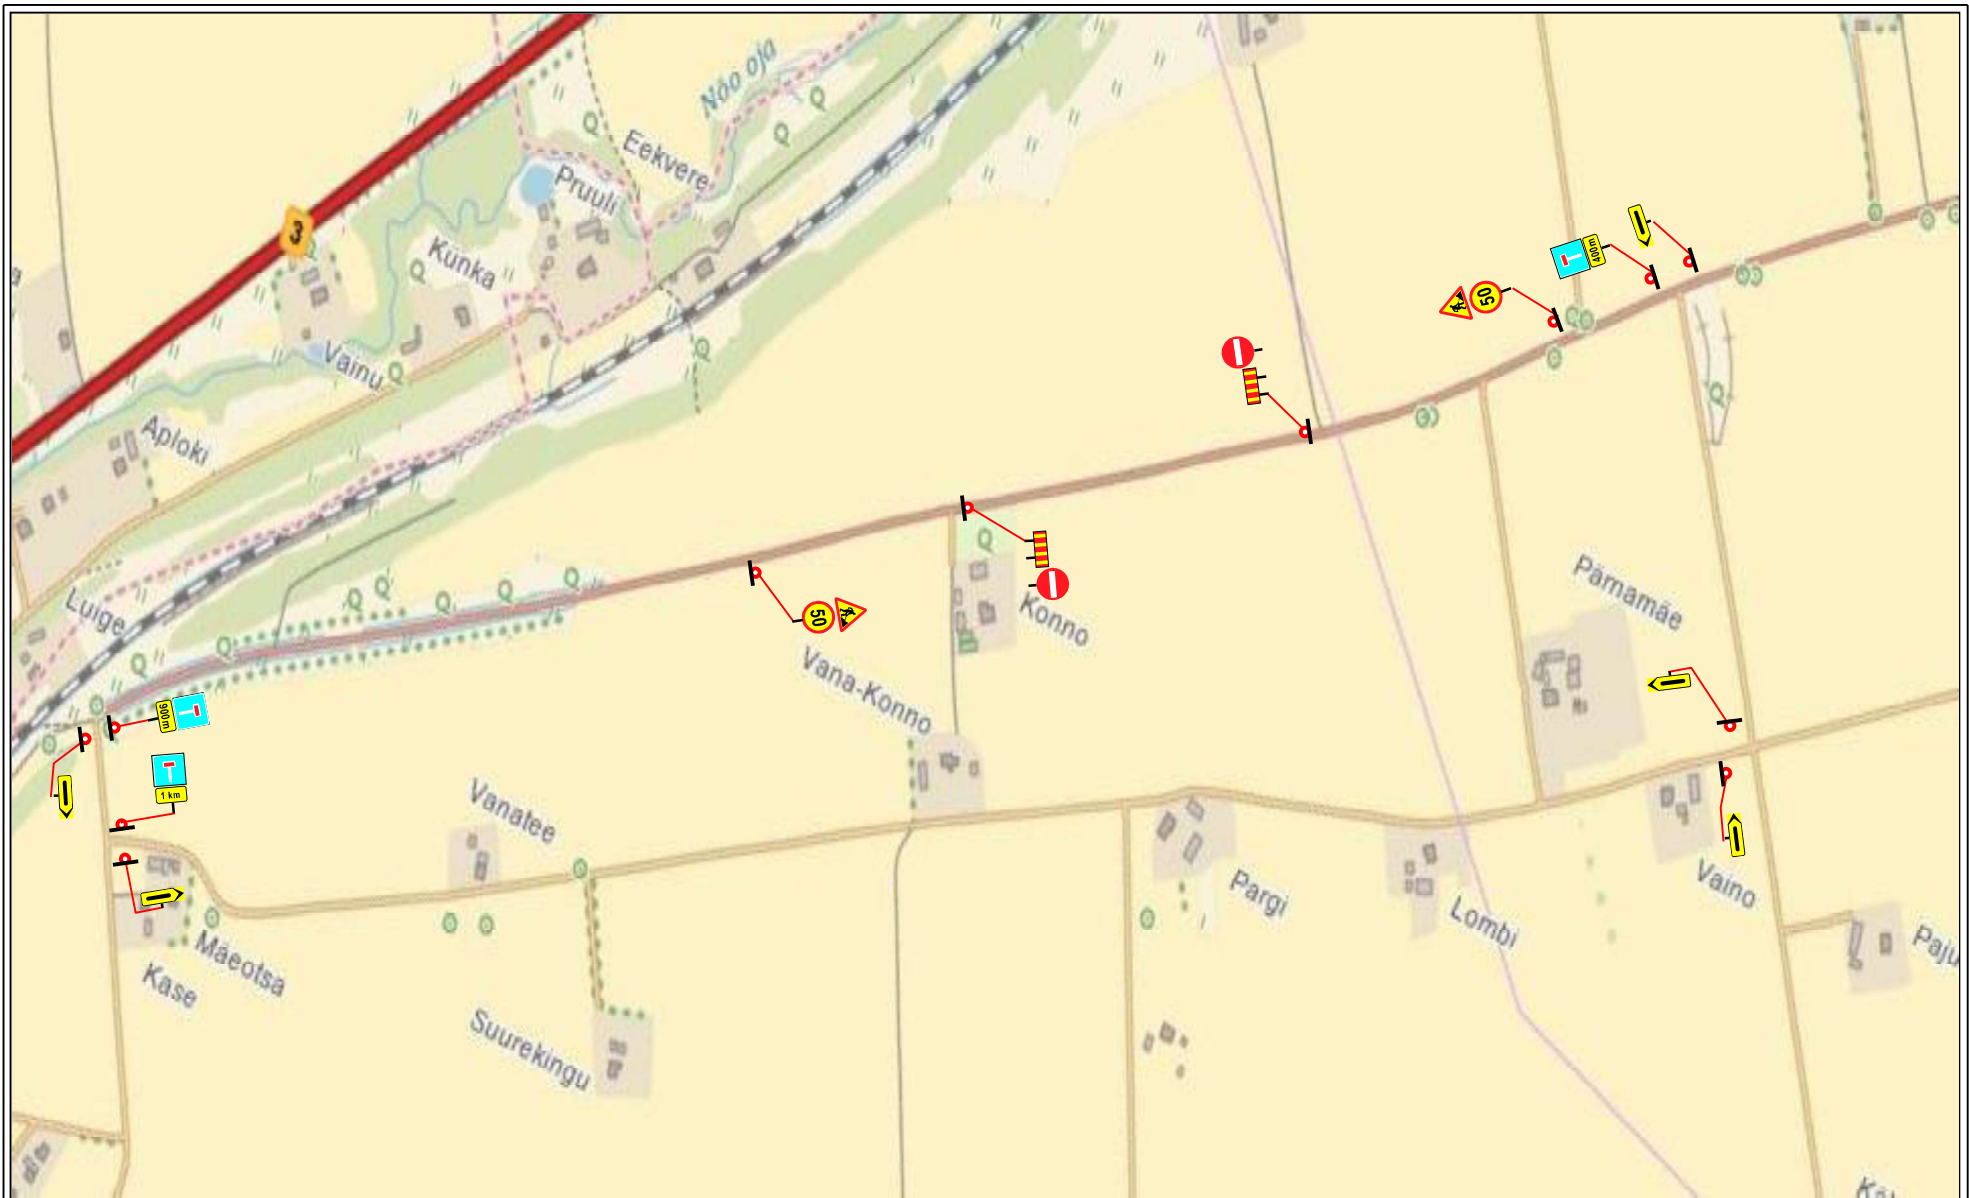 Nõo oja
Eekvere
Pruuli
3
Künka
Vainu
Aploki
Luige
400m
50
50
Konno
Vana-Konno
Pärnamäe
900m
1 km
Vanatee
Mäeotsa
Kase
Suurekingu
Pargi
Lombi
Vaino
Paju